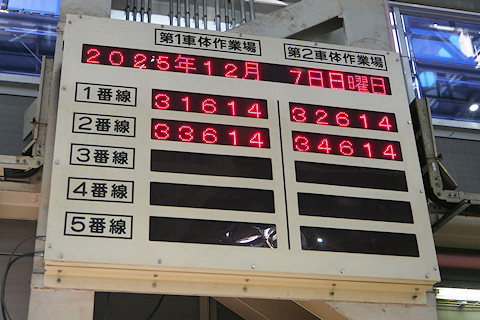 第1車体作業場 第2車体作業場
2025年12月 7日日曜日
1番線 31614 32614
2番線 33614 34614
3番線
4番線
5番線